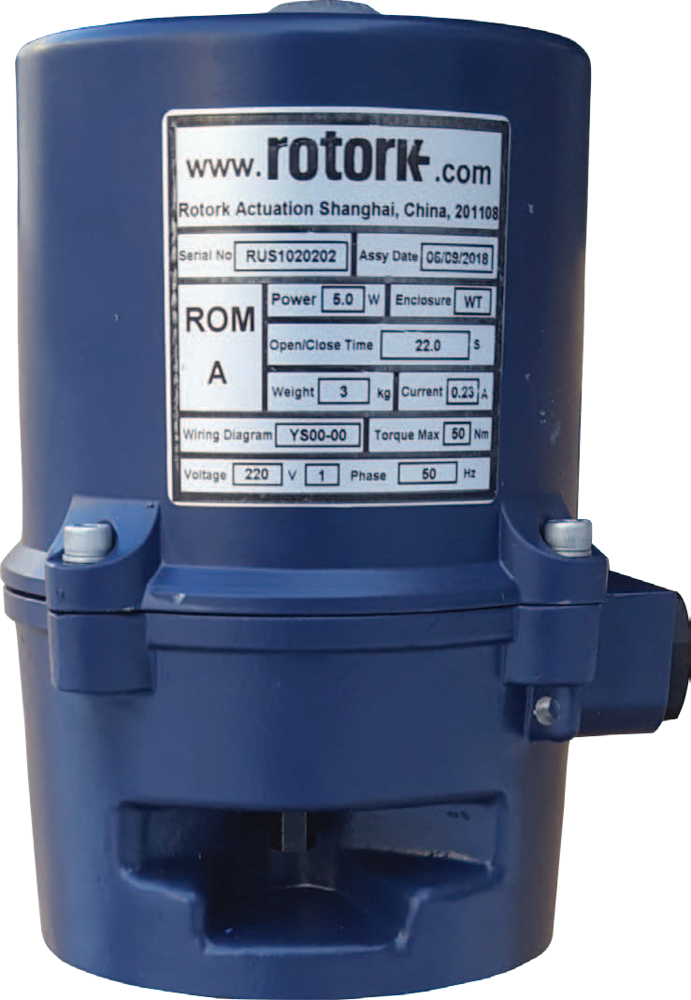 www.rotork.com
Rotork Actuation Shanghai, China, 201108
Serial No RUS1020202 Assy Date 06/09/2018
ROM
A
Power 5.0 W Enclosure WT
Open/Close Time 22.0 S
Weight 3 kg Current 0.23 A
Wiring Diagram YS00-00 Torque Max 50 Nm
Voltage 220 V 1 Phase 50 Hz